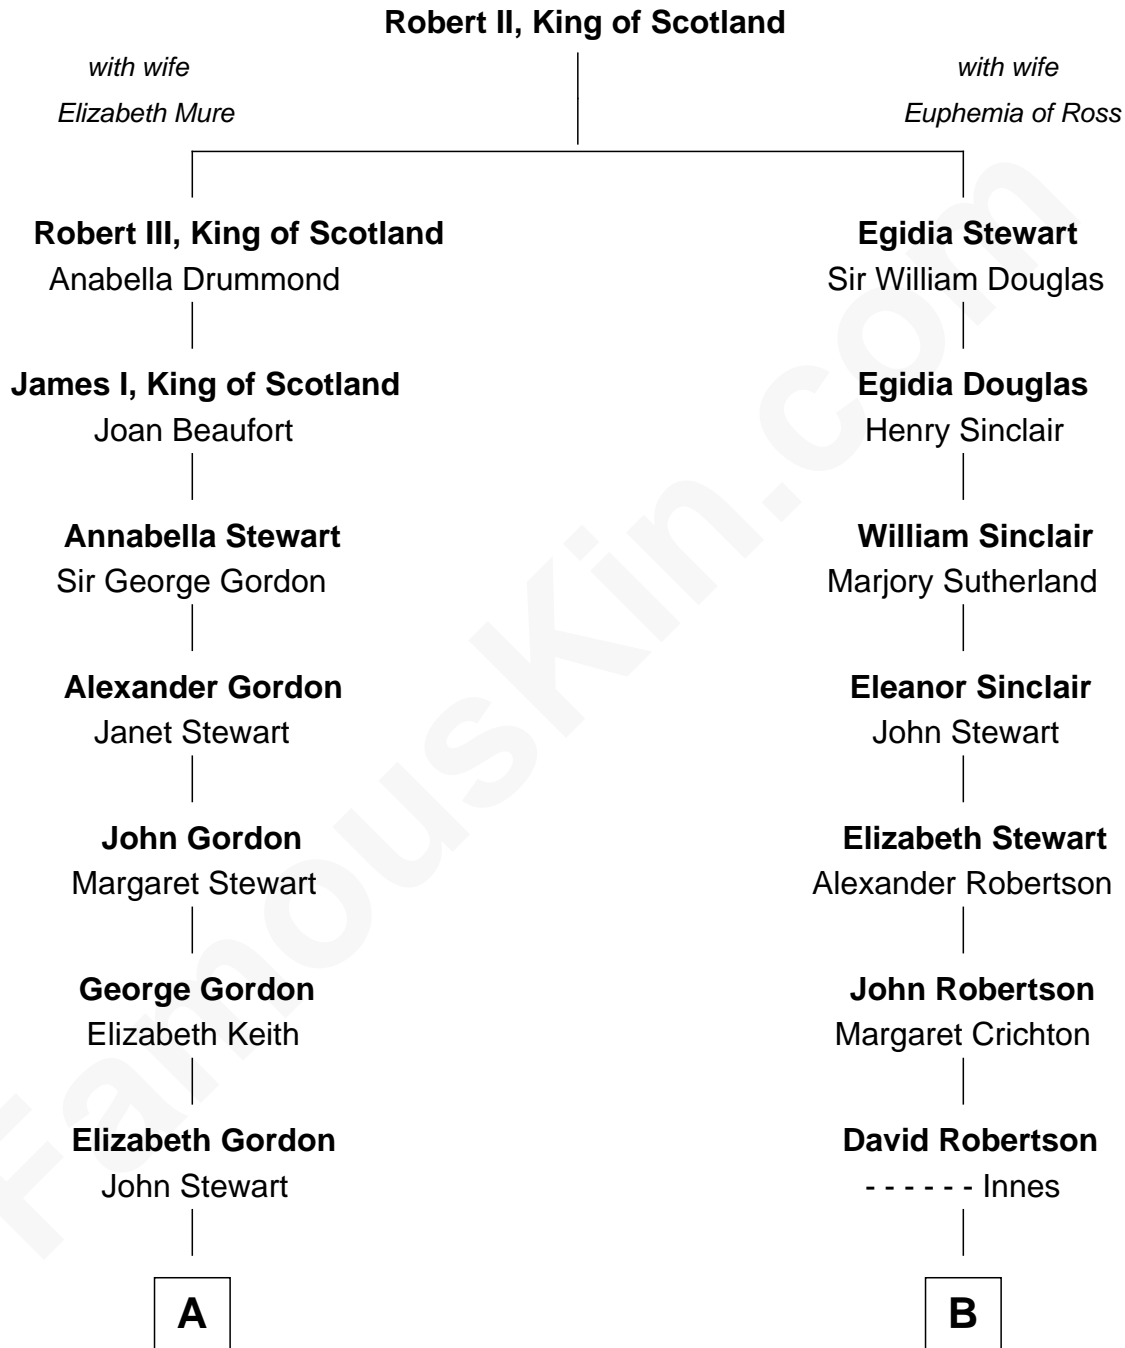 Robert II, King of Scotland
with wife
Elizabeth Mure
with wife
Euphemia of Ross
Robert III, King of Scotland
Anabella Drummond
Egidia Stewart
Sir William Douglas
James I, King of Scotland
Joan Beaufort
Egidia Douglas
Henry Sinclair
Annabella Stewart
Sir George Gordon
William Sinclair
Marjory Sutherland
Alexander Gordon
Janet Stewart
Eleanor Sinclair
John Stewart
John Gordon
Margaret Stewart
Elizabeth Stewart
Alexander Robertson
George Gordon
Elizabeth Keith
John Robertson
Margaret Crichton
Elizabeth Gordon
John Stewart
David Robertson
- - - - - - Innes
A
B
FamousKin.com